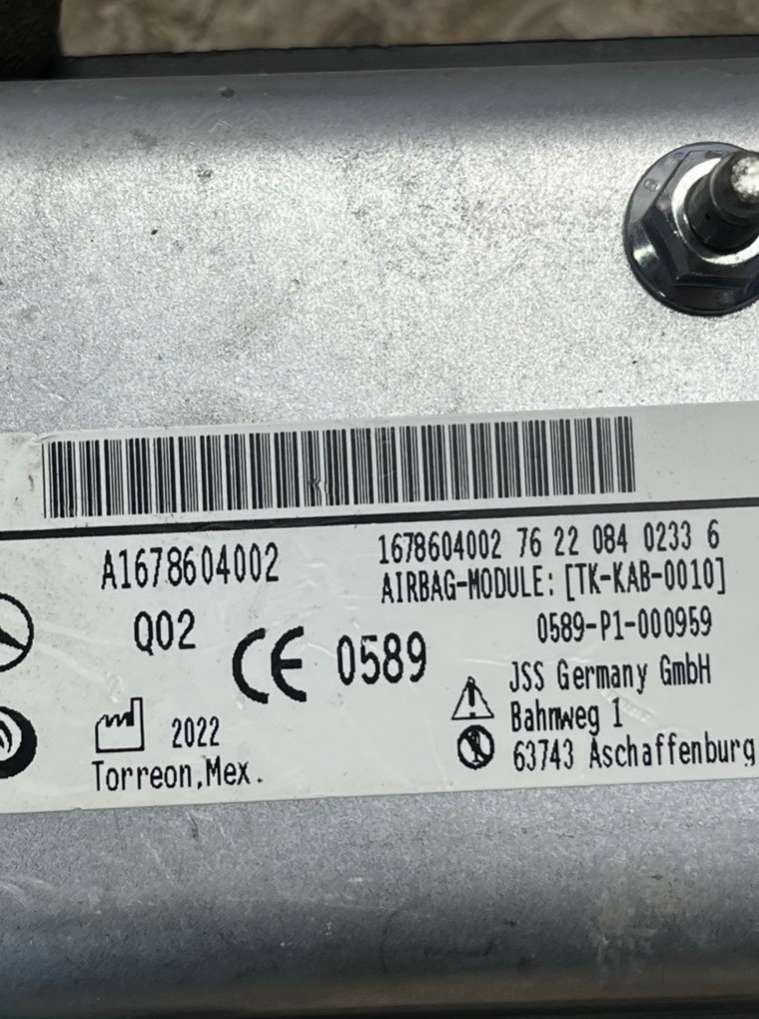 A1678604002
Q02
CE 0589
2022
Torreon,Mex.
1678604002 76 22 084 0233 6
AIRBAG-MODULE: [TK-KAB-0010]
0589-P1-000959
JSS Germany GmbH
Bahnweg 1
63743 Aschaffenburg